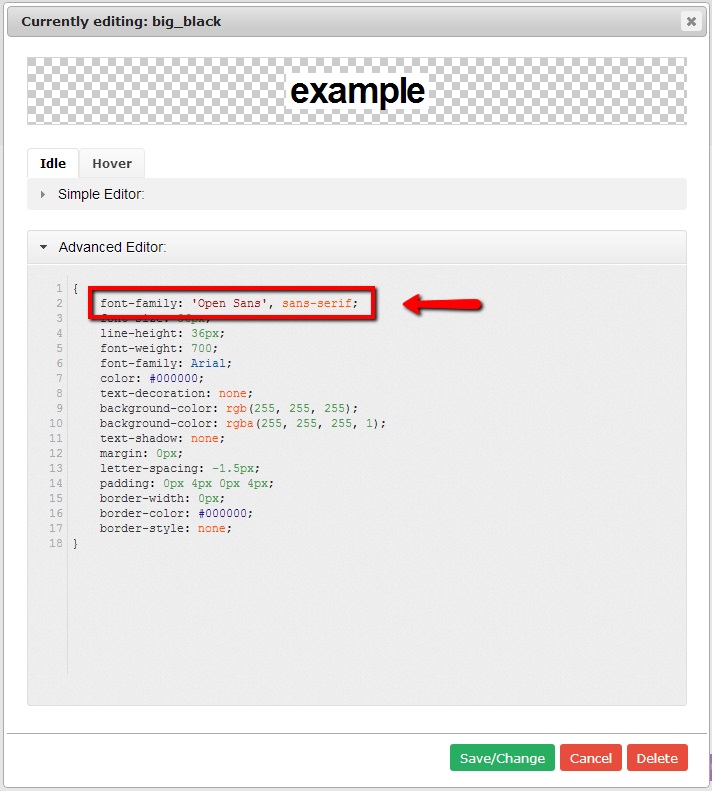 Currently editing: big_black
example
Idle Hover
Simple Editor:
Advanced Editor:
1 {
2 font-family: 'Open Sans', sans-serif;
3 font-size: 36px;
4 line-height: 36px;
5 font-weight: 700;
6 font-family: Arial;
7 color: #000000;
8 text-decoration: none;
9 background-color: rgb(255, 255, 255);
10 background-color: rgba(255, 255, 255, 1);
11 text-shadow: none;
12 margin: 0px;
13 letter-spacing: -1.5px;
14 padding: 0px 4px 0px 4px;
15 border-width: 0px;
16 border-color: #000000;
17 border-style: none;
18 }
Save/Change Cancel Delete